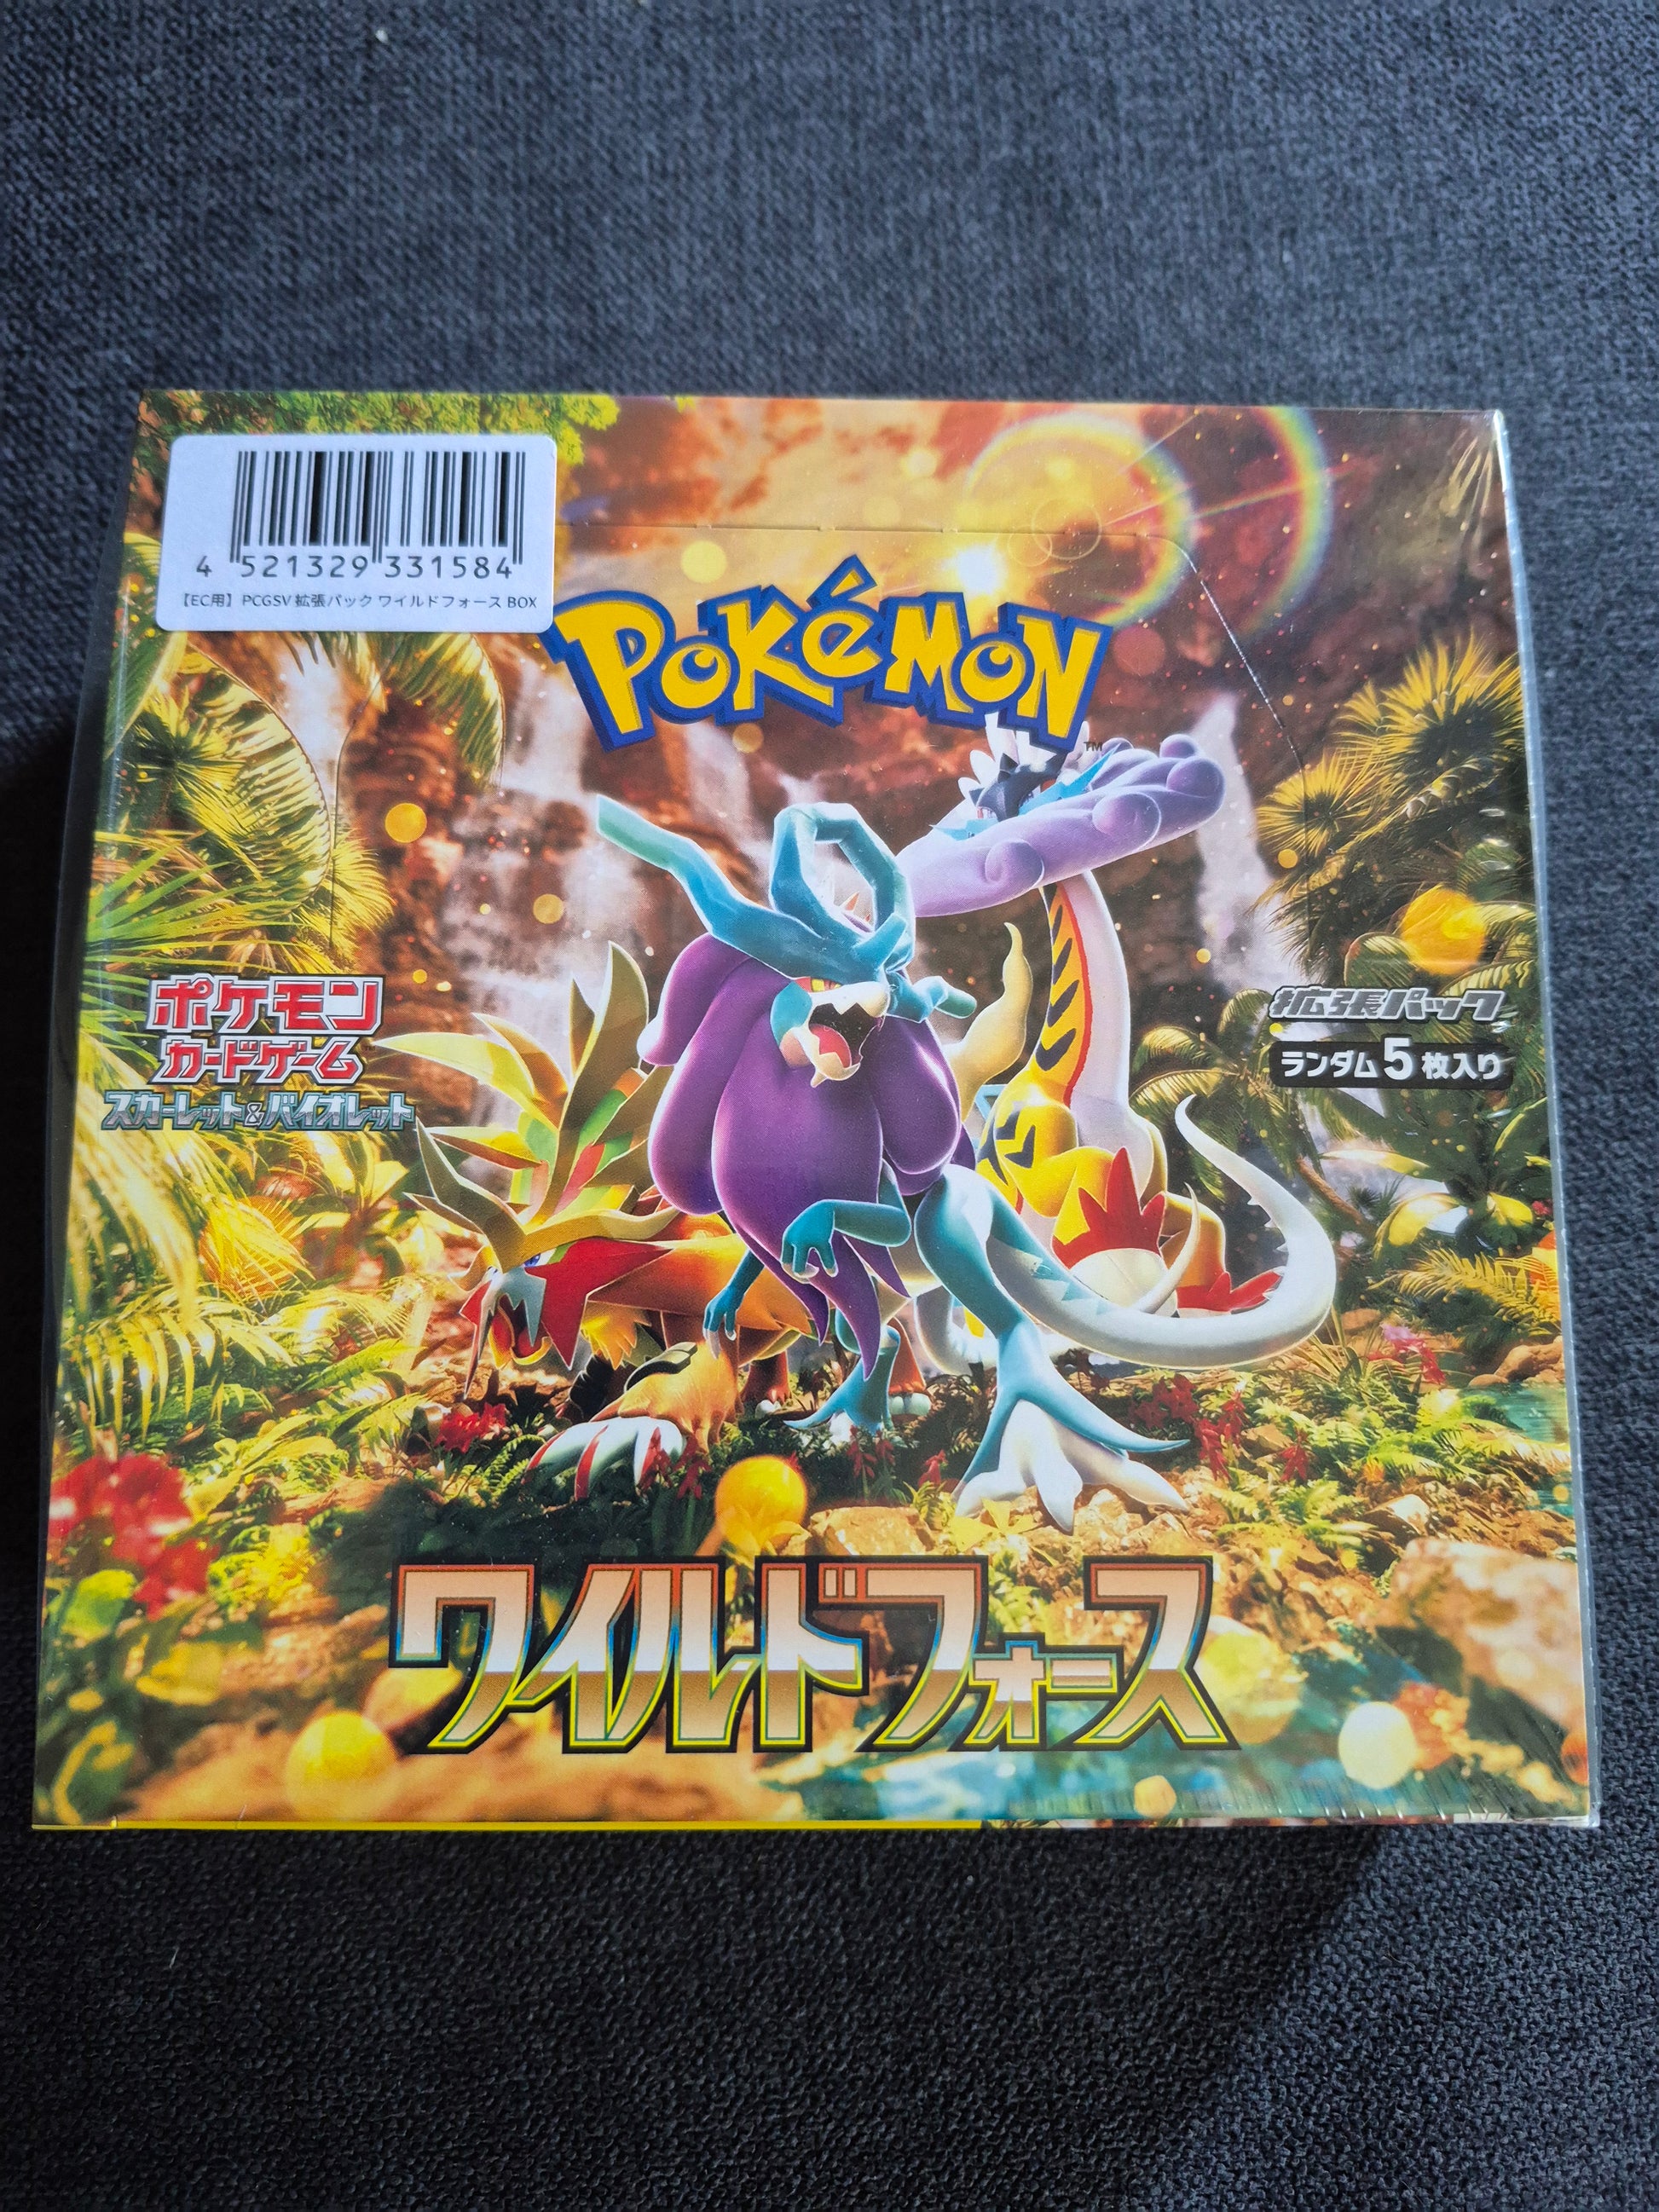 4 521329 331584
【EC用】PCGSV 拡張パック ワイルドフォース BOX
POKéMON
TM
ポケモン
カードゲーム
スカーレット&バイオレット
拡張パック
ランダム5枚入り
ワイルドフォース